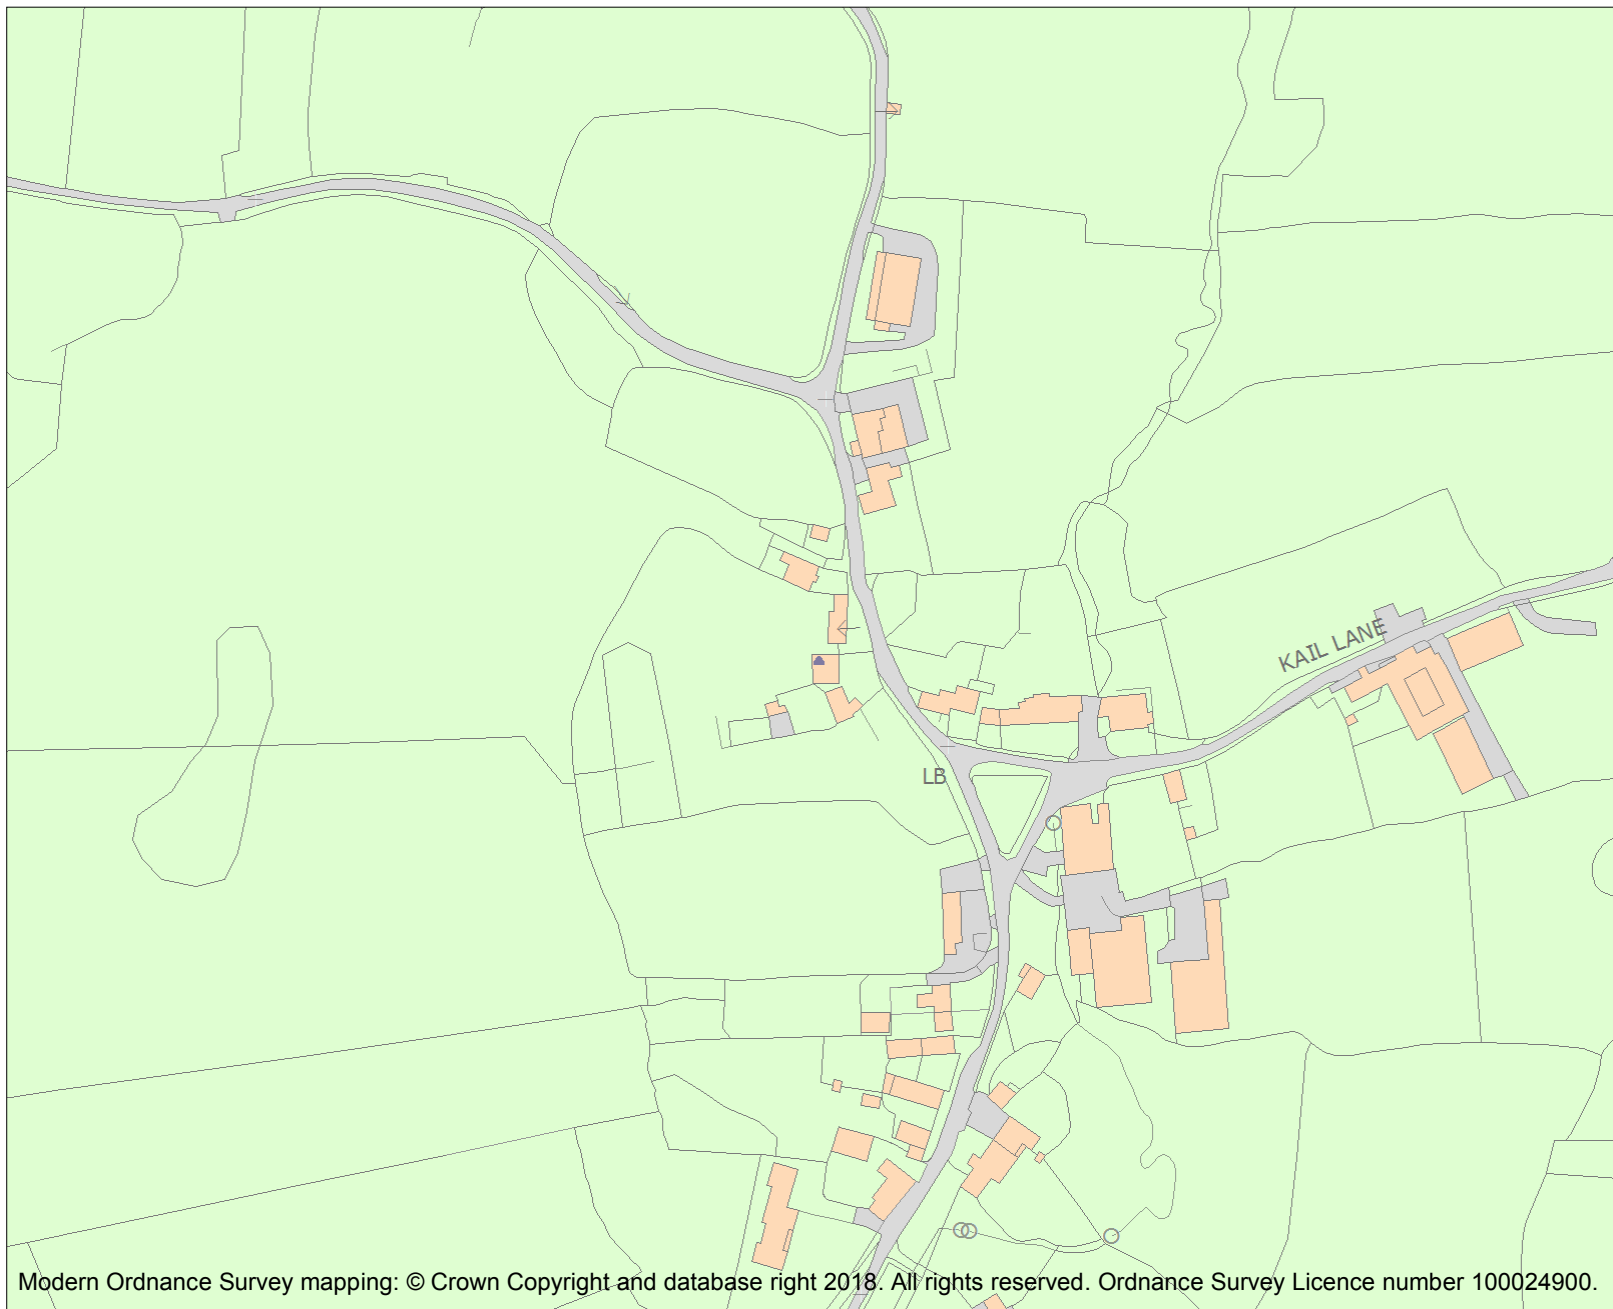 KAIL LANE
LB
Modern Ordnance Survey mapping: © Crown Copyright and database right 2018. All rights reserved. Ordnance Survey Licence number 100024900.